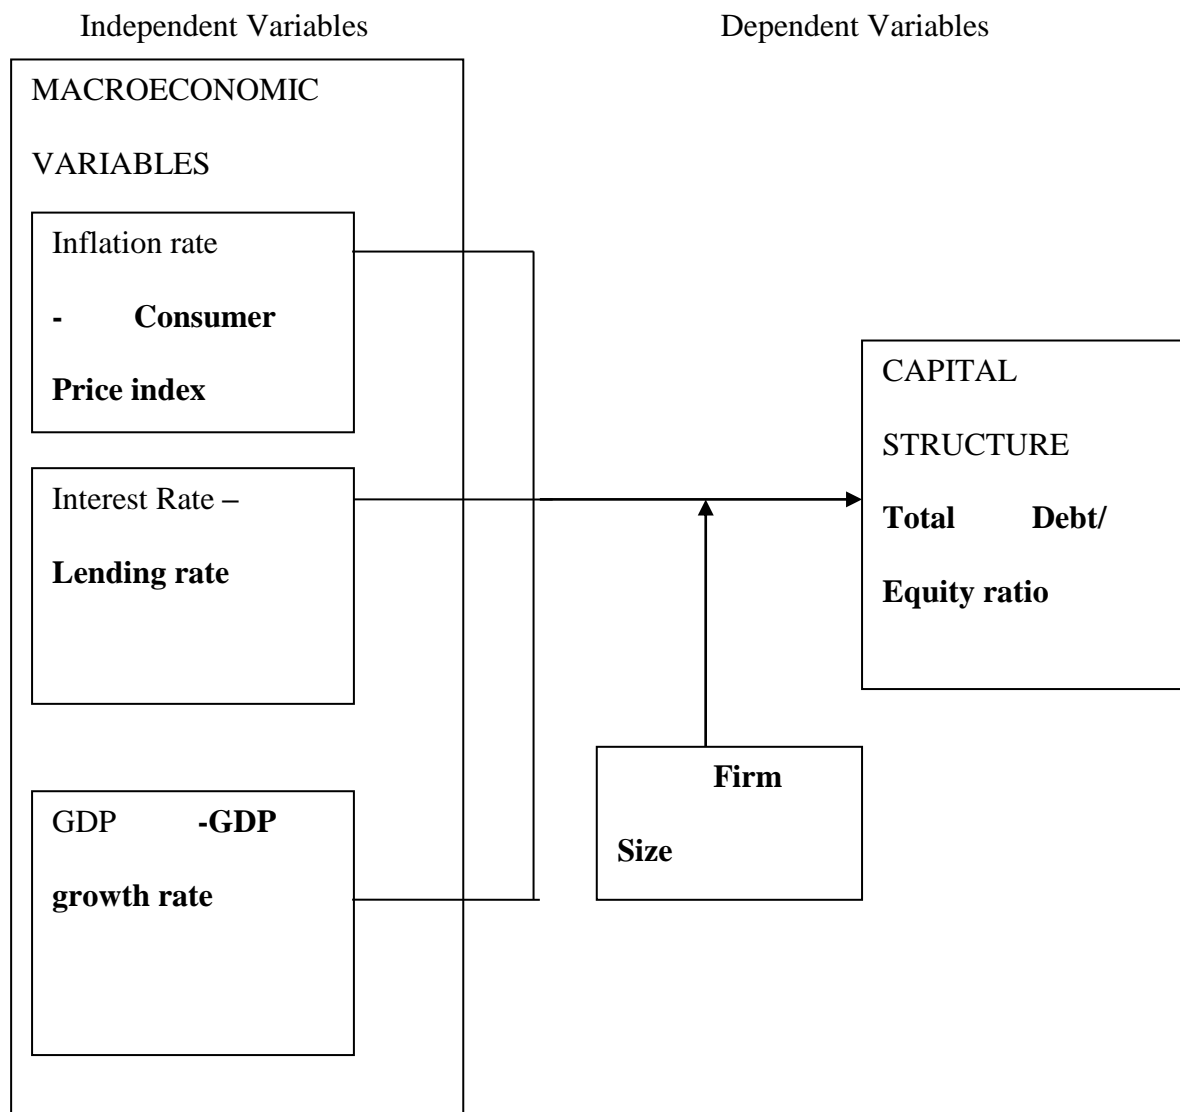 Independent Variables
Dependent Variables
MACROECONOMIC
VARIABLES
Inflation rate
- Consumer
Price index
Interest Rate –
Lending rate
GDP -GDP
growth rate
CAPITAL
STRUCTURE
Total Debt/
Equity ratio
Firm
Size